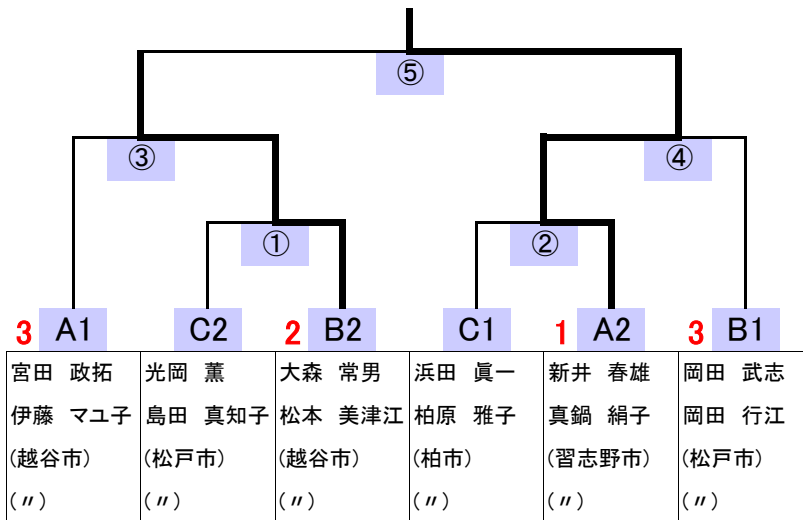 ⑤
③
④
①
②
3 A1
C2
2 B2
C1
1 A2
3 B1
宮田 政拓
伊藤 マユ子
(越谷市)
(〃)
光岡 薫
島田 真知子
(松戸市)
(〃)
大森 常男
松本 美津江
(越谷市)
(〃)
浜田 眞一
柏原 雅子
(柏市)
(〃)
新井 春雄
真鍋 絹子
(習志野市)
(〃)
岡田 武志
岡田 行江
(松戸市)
(〃)